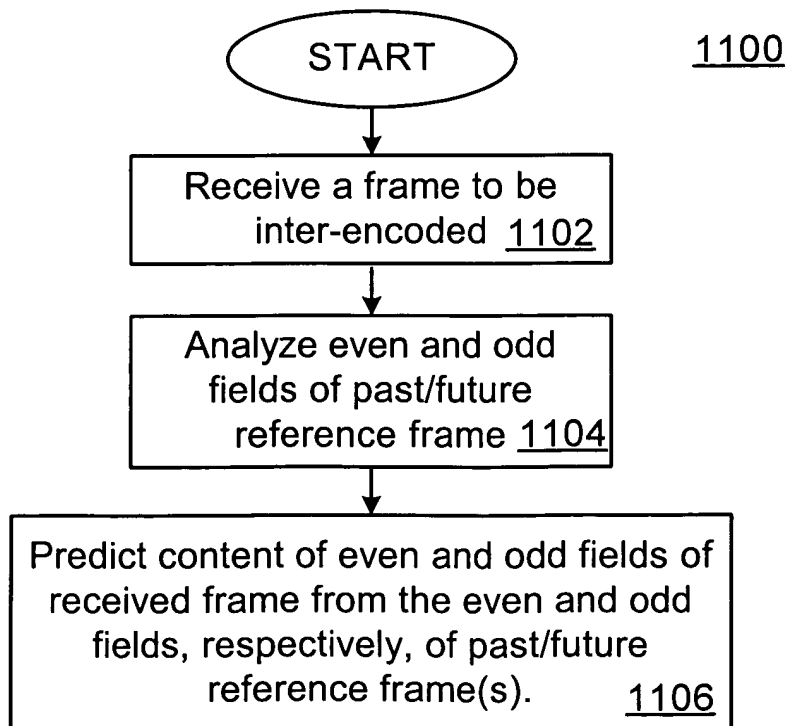 START
1100
Receive a frame to be
inter-encoded 1102
Analyze even and odd
fields of past/future
reference frame 1104
Predict content of even and odd fields of
received frame from the even and odd
fields, respectively, of past/future
reference frame(s). 1106